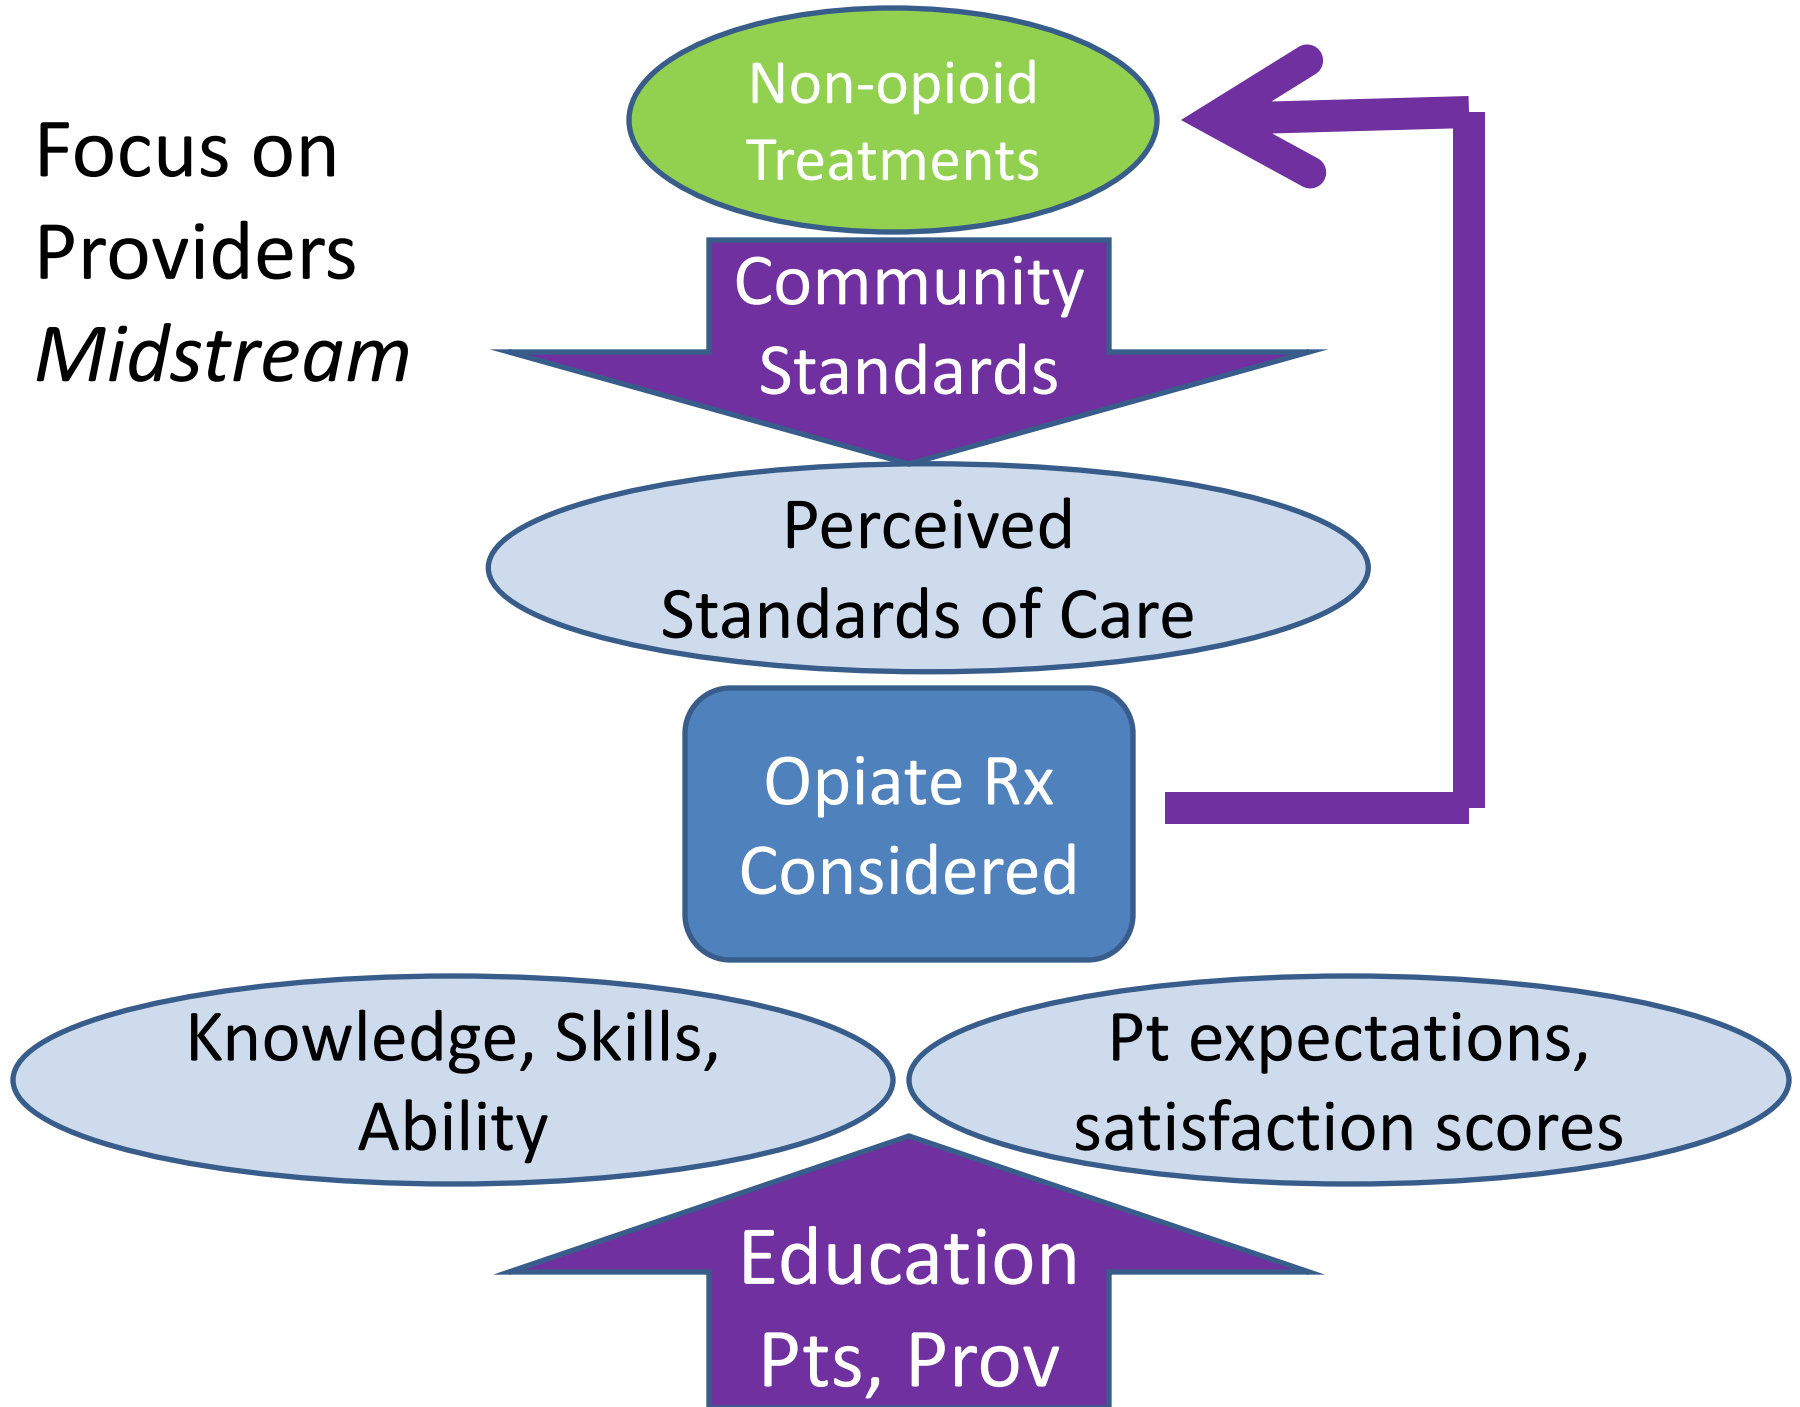 Focus on
Providers
Midstream
Non-opioid
Treatments
Community
Standards
Perceived
Standards of Care
Opiate Rx
Considered
Knowledge, Skills,
Ability
Pt expectations,
satisfaction scores
Education
Pts, Prov